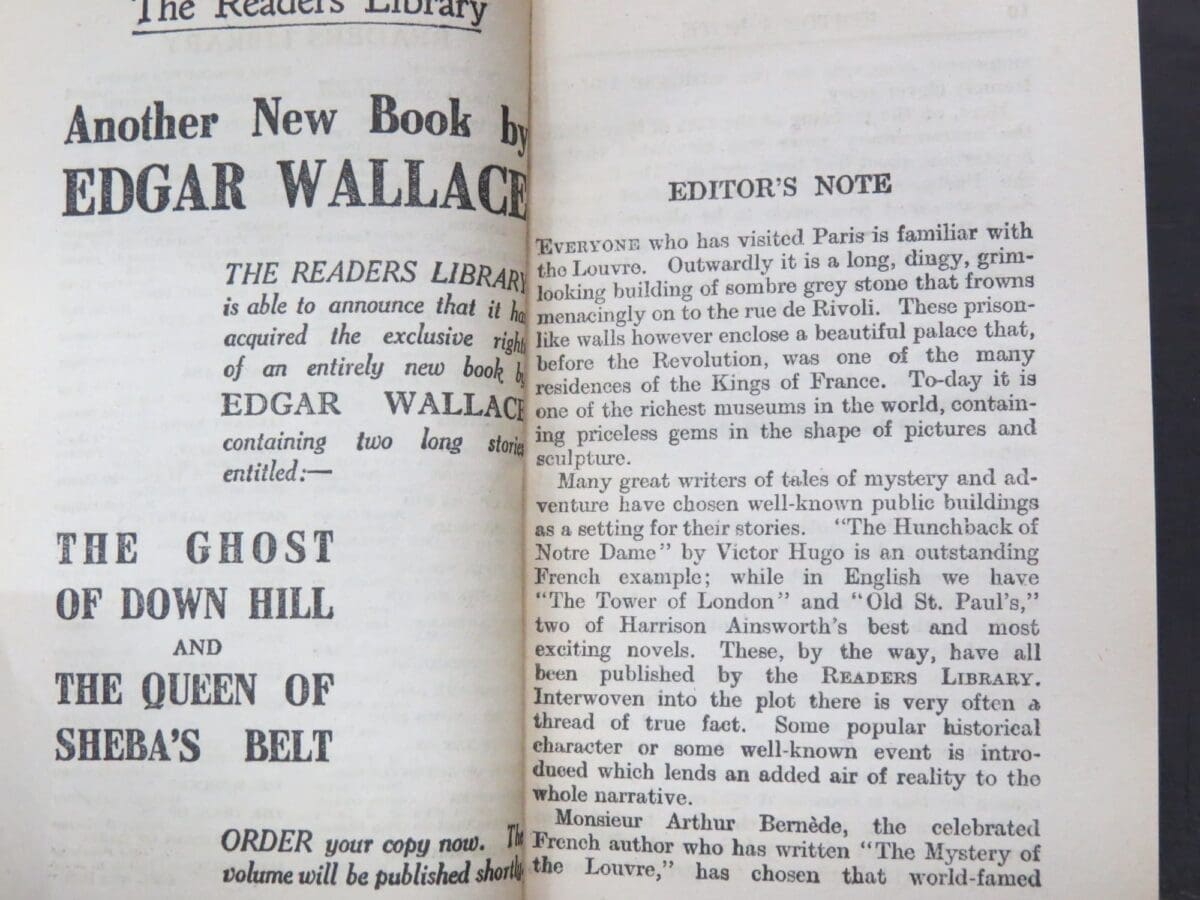 The Readers Library
Another New Book by
EDGAR WALLACE
THE READERS LIBRARY
is able to announce that it has
acquired the exclusive rights
of an entirely new book by
EDGAR WALLACE
containing two long stories
entitled:—
THE GHOST
OF DOWN HILL
AND
THE QUEEN OF
SHEBA'S BELT
ORDER your copy now. The
volume will be published shortly.
EDITOR'S NOTE
EVERYONE who has visited Paris is familiar with
the Louvre. Outwardly it is a long, dingy, grim-
looking building of sombre grey stone that frowns
menacingly on to the rue de Rivoli. These prison-
like walls however enclose a beautiful palace that,
before the Revolution, was one of the many
residences of the Kings of France. To-day it is
one of the richest museums in the world, contain-
ing priceless gems in the shape of pictures and
sculpture.
Many great writers of tales of mystery and ad-
venture have chosen well-known public buildings
as a setting for their stories. "The Hunchback of
Notre Dame" by Victor Hugo is an outstanding
French example; while in English we have
"The Tower of London" and "Old St. Paul's,"
two of Harrison Ainsworth's best and most
exciting novels. These, by the way, have all
been published by the READERS LIBRARY.
Interwoven into the plot there is very often a
thread of true fact. Some popular historical
character or some well-known event is intro-
duced which lends an added air of reality to the
whole narrative.
Monsieur Arthur Bernède, the celebrated
French author who has written "The Mystery of
the Louvre," has chosen that world-famed